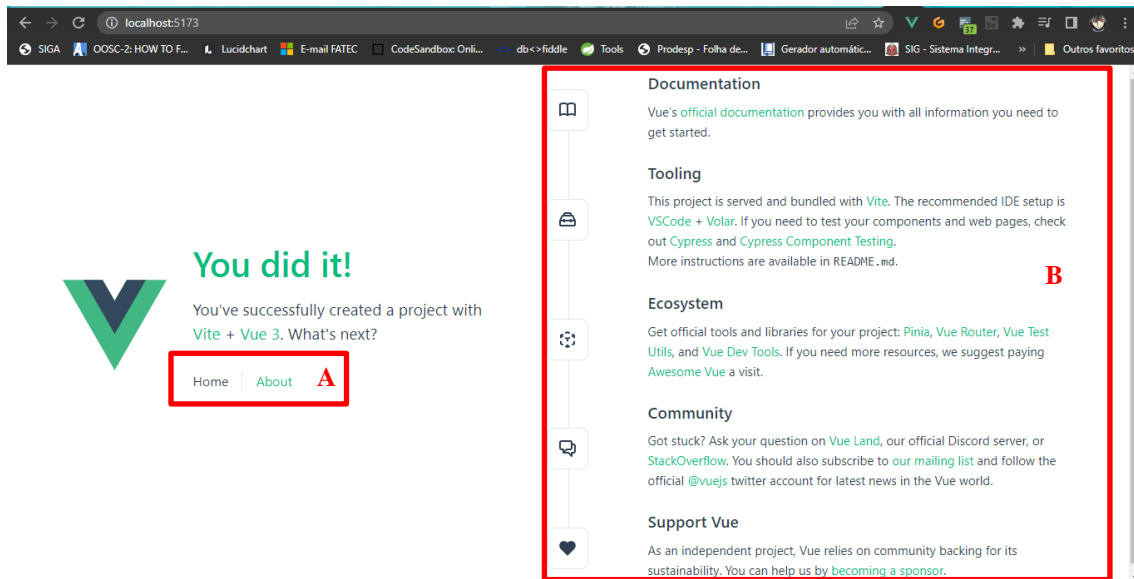 localhost:5173
37
SIGA
OOSC-2: HOW TO F...
Lucidchart
E-mail FATEC
CodeSandbox: Onli...
db<>fiddle
Tools
Prodesp - Folha de...
Gerador automátic...
SIG - Sistema Integr...
»
Outros favoritos
You did it!
You've successfully created a project with
Vite + Vue 3. What's next?
Home
About
A
Documentation
Vue's official documentation provides you with all information you need to
get started.
Tooling
This project is served and bundled with Vite. The recommended IDE setup is
VSCode + Volar. If you need to test your components and web pages, check
out Cypress and Cypress Component Testing.
More instructions are available in README.md.
B
Ecosystem
Get official tools and libraries for your project: Pinia, Vue Router, Vue Test
Utils, and Vue Dev Tools. If you need more resources, we suggest paying
Awesome Vue a visit.
Community
Got stuck? Ask your question on Vue Land, our official Discord server, or
StackOverflow. You should also subscribe to our mailing list and follow the
official @vuejs twitter account for latest news in the Vue world.
Support Vue
As an independent project, Vue relies on community backing for its
sustainability. You can help us by becoming a sponsor.